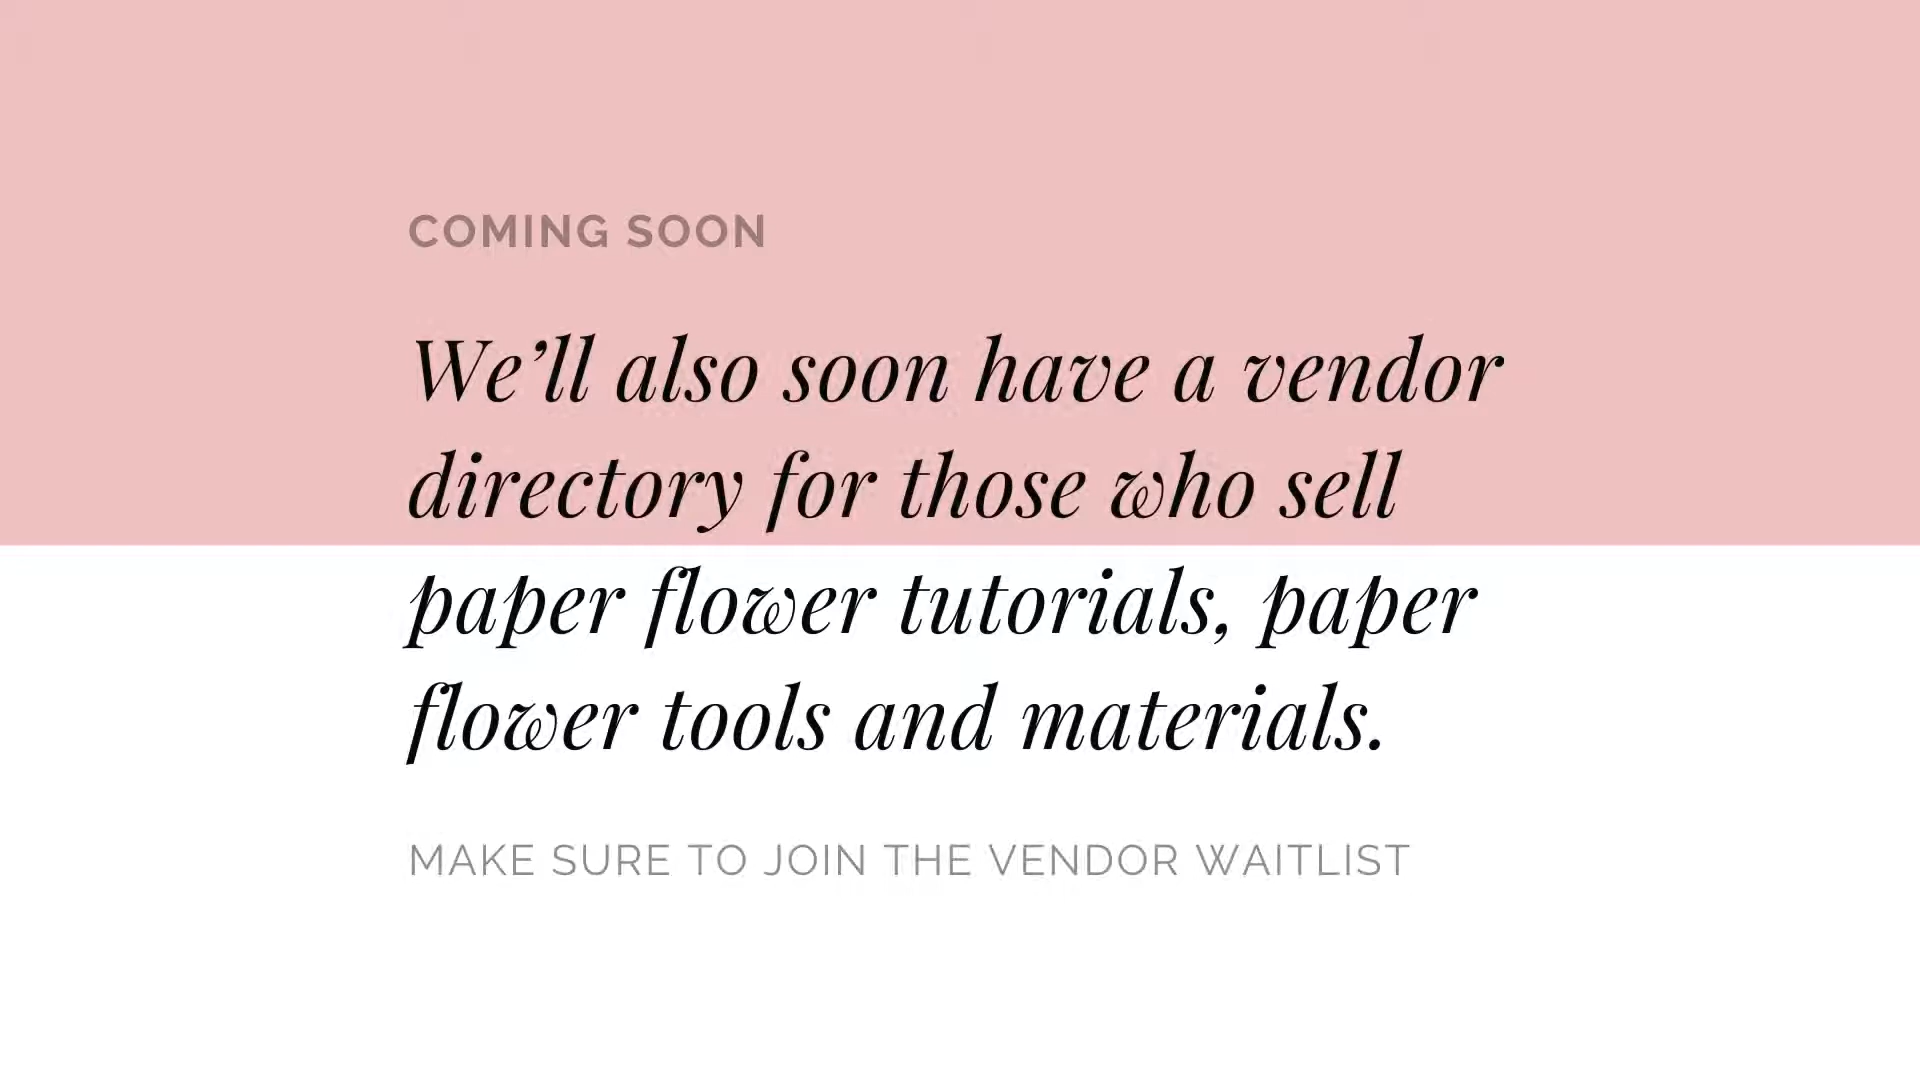 COMING SOON
We’ll also soon have a vendor
directory for those who sell
paper flower tutorials, paper
flower tools and materials.
MAKE SURE TO JOIN THE VENDOR WAITLIST